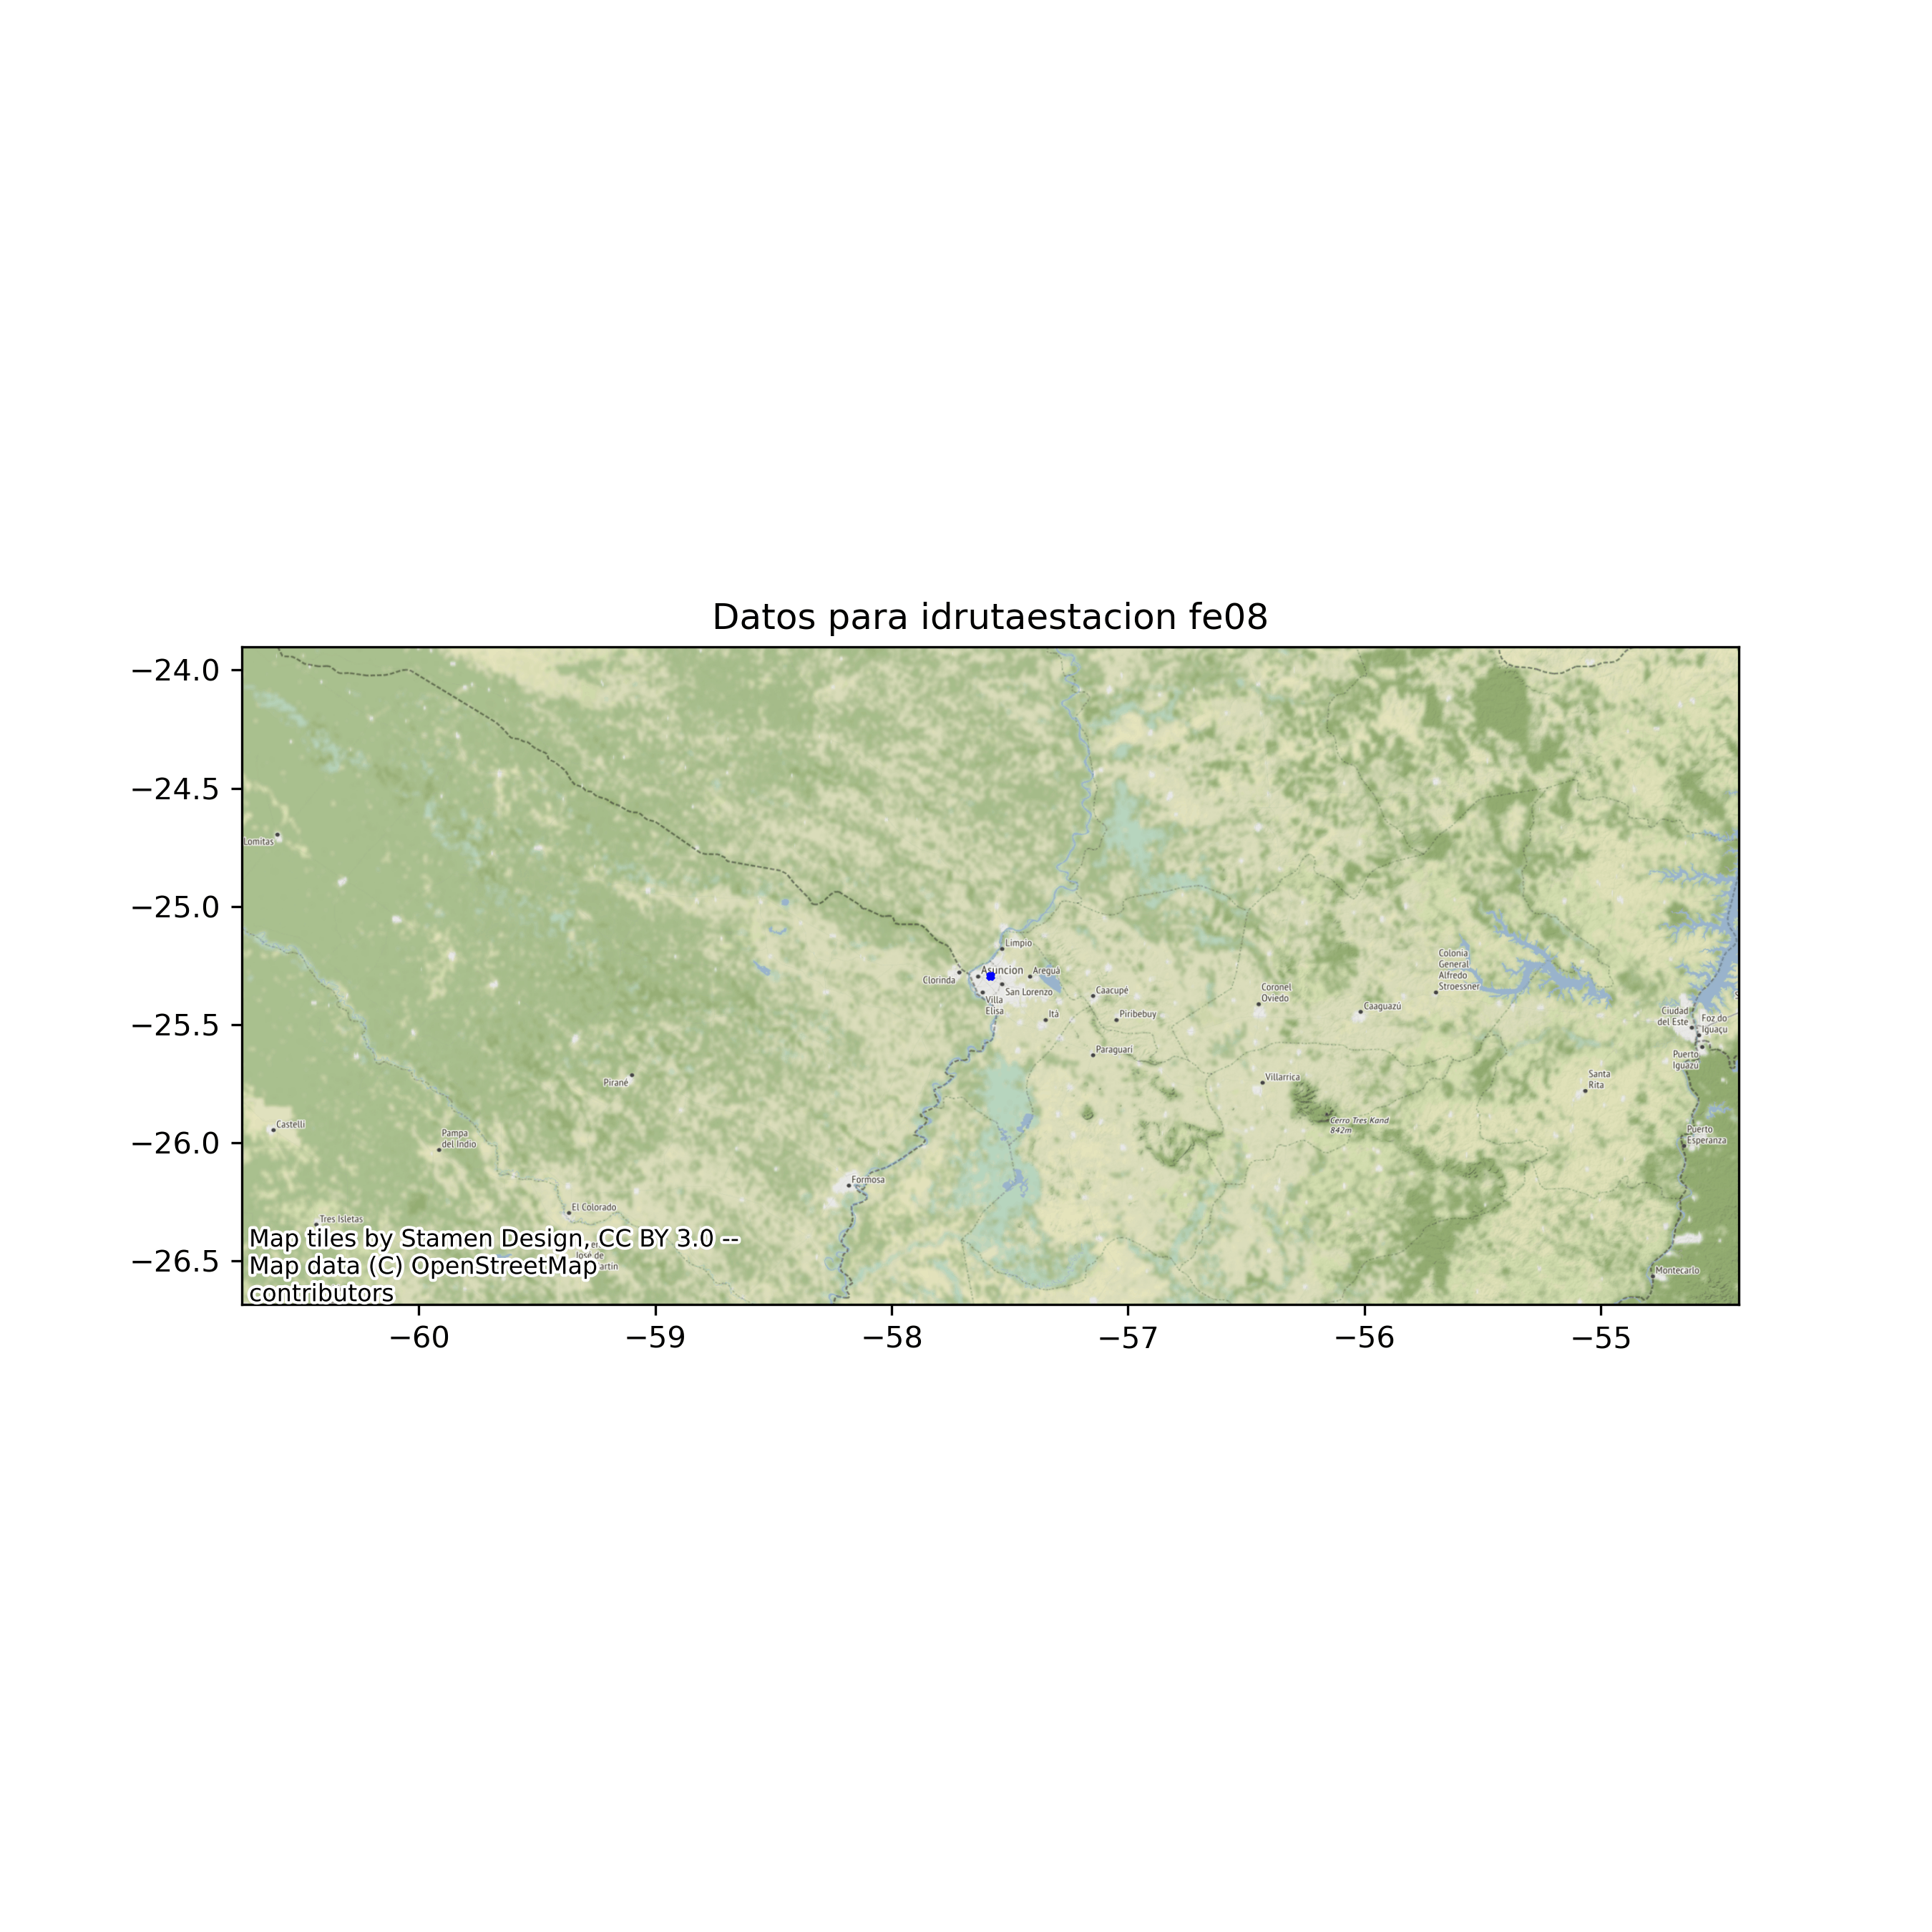 Datos para idrutaestacion fe08
−24.0
−24.5
−25.0
−25.5
−26.0
−26.5
Lomitas
Limpio
Asuncion
Areguá
Clorinda
San Lorenzo
Villa
Elisa
Itá
Caacupé
Piribebuy
Paraguarí
Coronel
Oviedo
Caaguazú
Colonia
General
Alfredo
Stroessner
Ciudad
del Este
Foz do
Iguaçu
Puerto
Iguazú
Santa
Rita
Villarrica
Cerro Tres Kandú
842m
Pirané
Castelli
Pampa
del Indio
Puerto
Esperanza
Formosa
El Colorado
Tres Isletas
José de
Montecarlo
Map tiles by Stamen Design, CC BY 3.0 --
Map data (C) OpenStreetMap
contributors
−60
−59
−58
−57
−56
−55